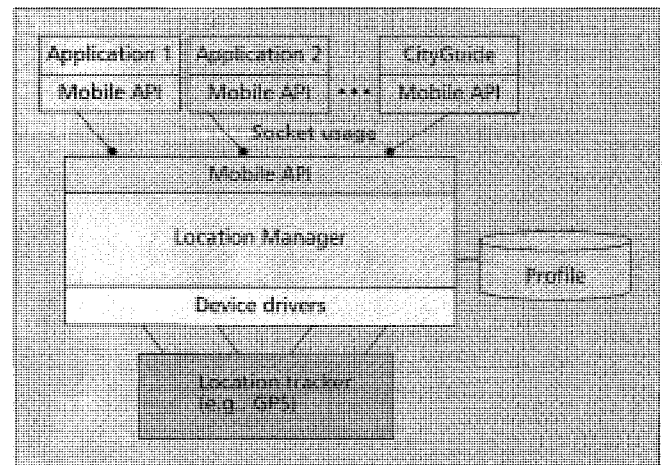 Application 1
Application 2
CityGuide
Mobile API
Mobile API
•••
Mobile API
Socket usage
Mobile API
Location Manager
Profile
Device drivers
Location tracker
(e.g., GPS)